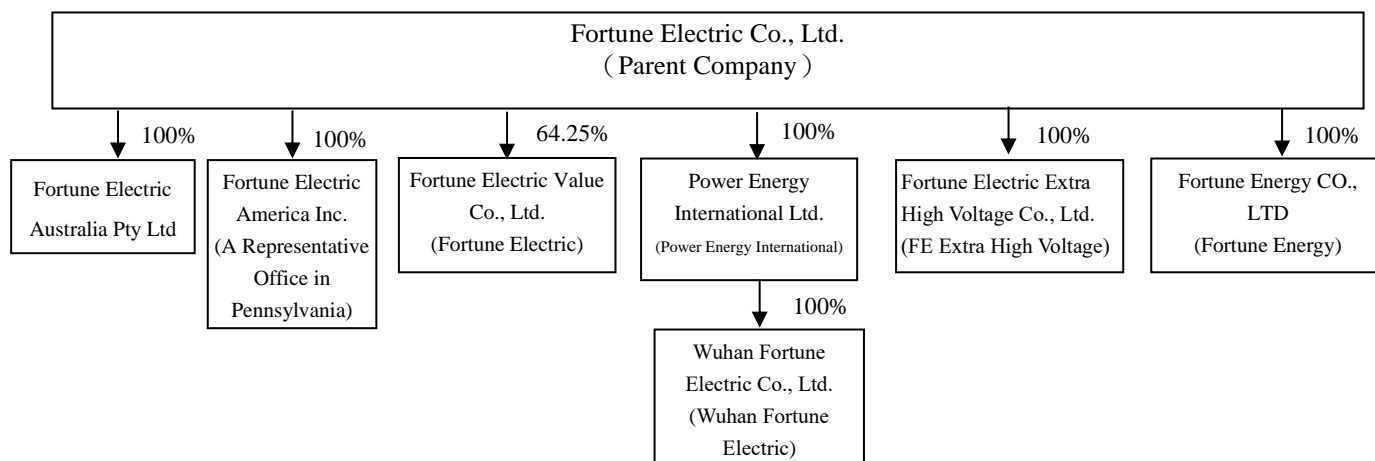 Fortune Electric Co., Ltd.
（Parent Company）
100%
100%
64.25%
100%
100%
100%
Fortune Electric
Australia Pty Ltd
Fortune Electric
America Inc.
(A Representative
Office in
Pennsylvania)
Fortune Electric Value
Co., Ltd.
(Fortune Electric)
Power Energy
International Ltd.
(Power Energy International)
Fortune Electric Extra
High Voltage Co., Ltd.
(FE Extra High Voltage)
Fortune Energy CO.,
LTD
(Fortune Energy)
100%
Wuhan Fortune
Electric Co., Ltd.
(Wuhan Fortune
Electric)